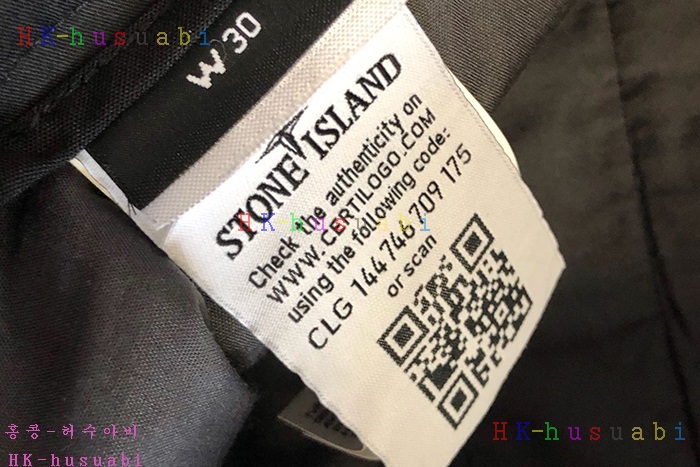 HK-husuabi
W 30
STONE ISLAND
Check the authenticity on
WWW.CERTILOGO.COM
using the following code:
CLG 144 746 709 175
or scan
HK-husuabi
HK-husuabi
홍콩-허수아비
HK-husuabi